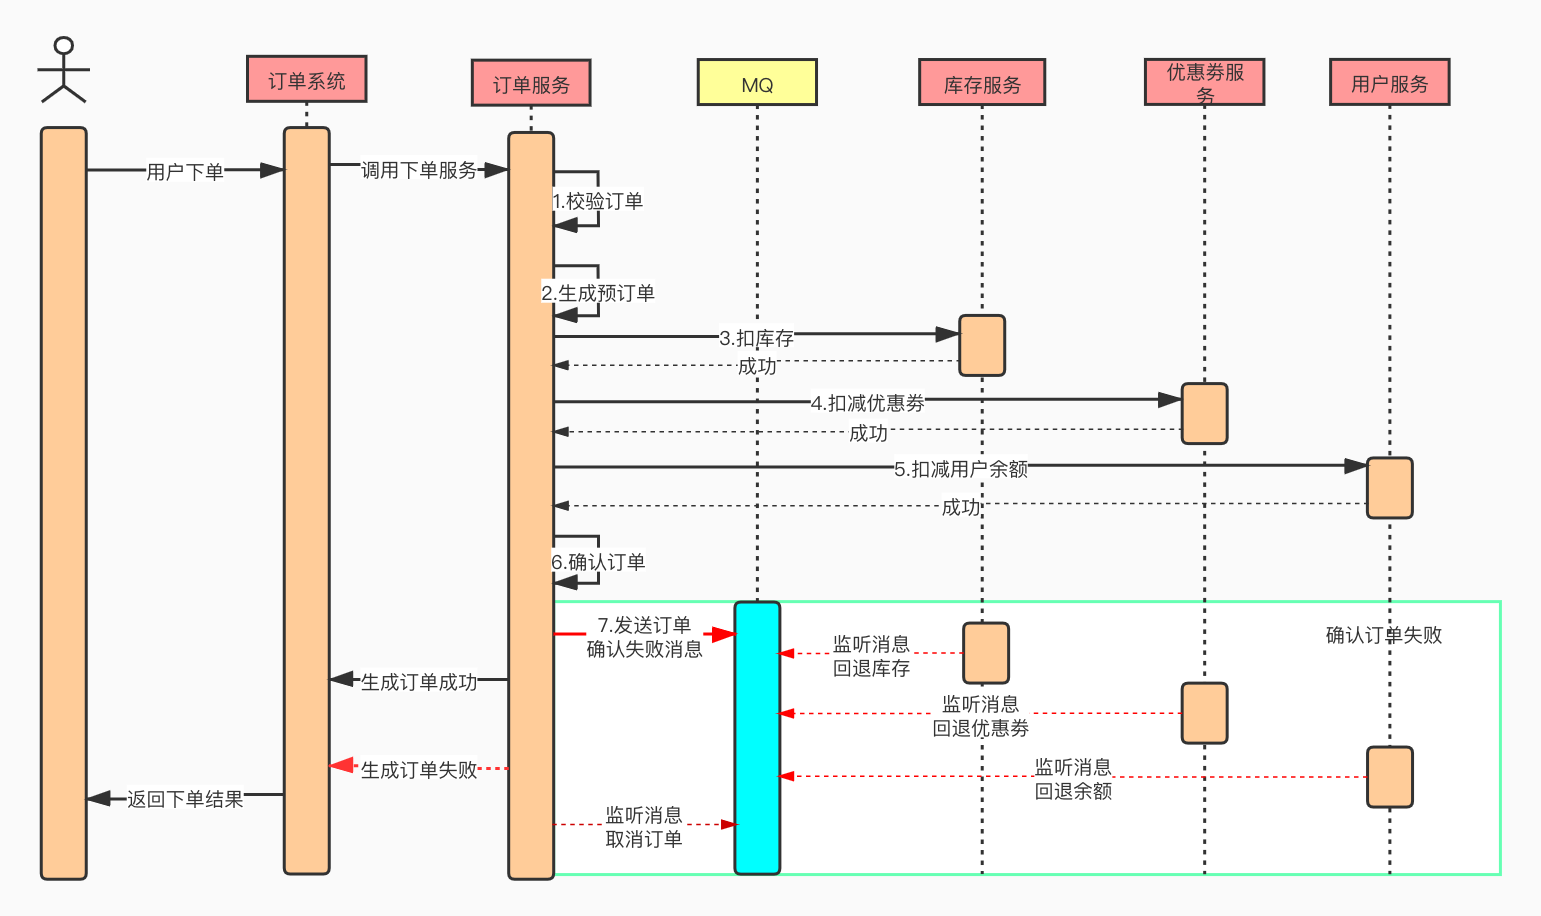 订单系统
订单服务
MQ
库存服务
优惠劵服
务
用户服务
用户下单
调用下单服务
1.校验订单
2.生成预订单
3.扣库存
成功
4.扣减优惠劵
成功
5.扣减用户余额
成功
6.确认订单
7.发送订单
确认失败消息
监听消息
回退库存
确认订单失败
生成订单成功
监听消息
回退优惠劵
生成订单失败
监听消息
回退余额
返回下单结果
监听消息
取消订单